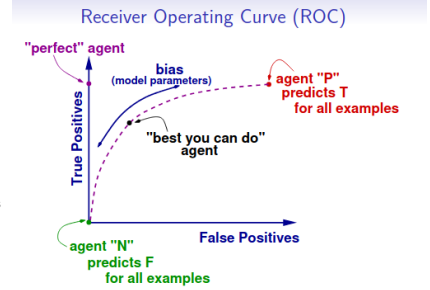 Receiver Operating Curve (ROC)
"perfect" agent
bias
(model parameters)
agent "P"
predicts T
for all examples
"best you can do"
agent
True Positives
False Positives
agent "N"
predicts F
for all examples